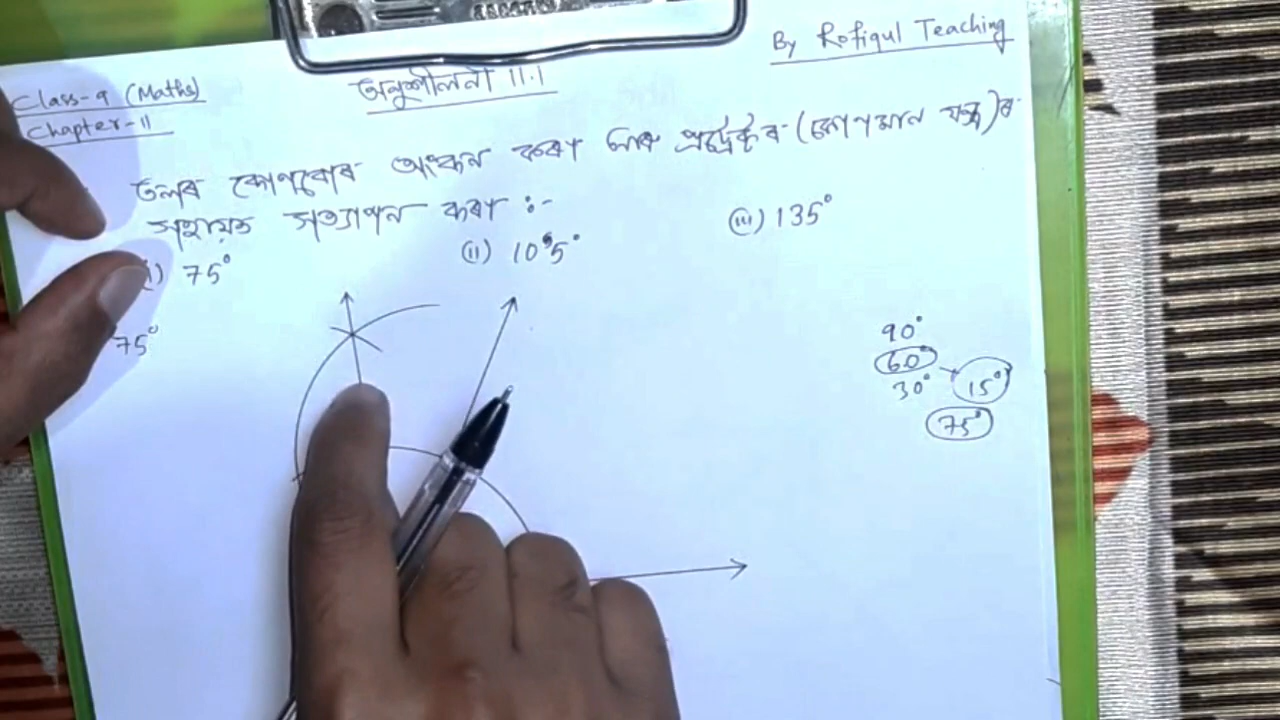 By Rofiqul Teaching
Class-9 (Maths)
অনুশীলনী 11.1
Chapter-11
তলৰ কোণবোৰ অংকন কৰা আৰু প্ৰট্ৰেক্টৰ (কোণমান যন্ত্ৰ)ৰ
সহায়ত সত্যাপন কৰা :-
(i) 75°
(ii) 105°
(iii) 135°
75°
90°
60°
30°
15°
75°